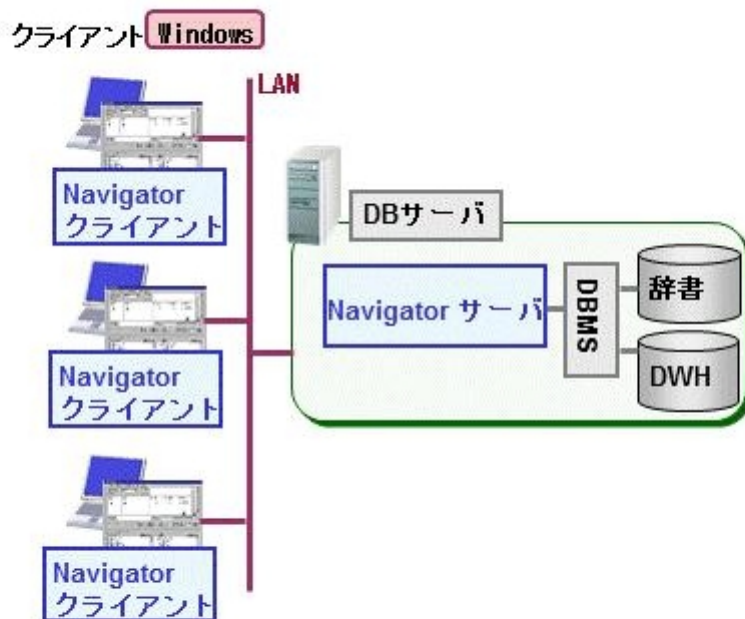 クライアント Windows
LAN
Navigator
クライアント
DBサーバ
Navigator サーバ
DBMS
辞書
DWH
Navigator
クライアント
Navigator
クライアント